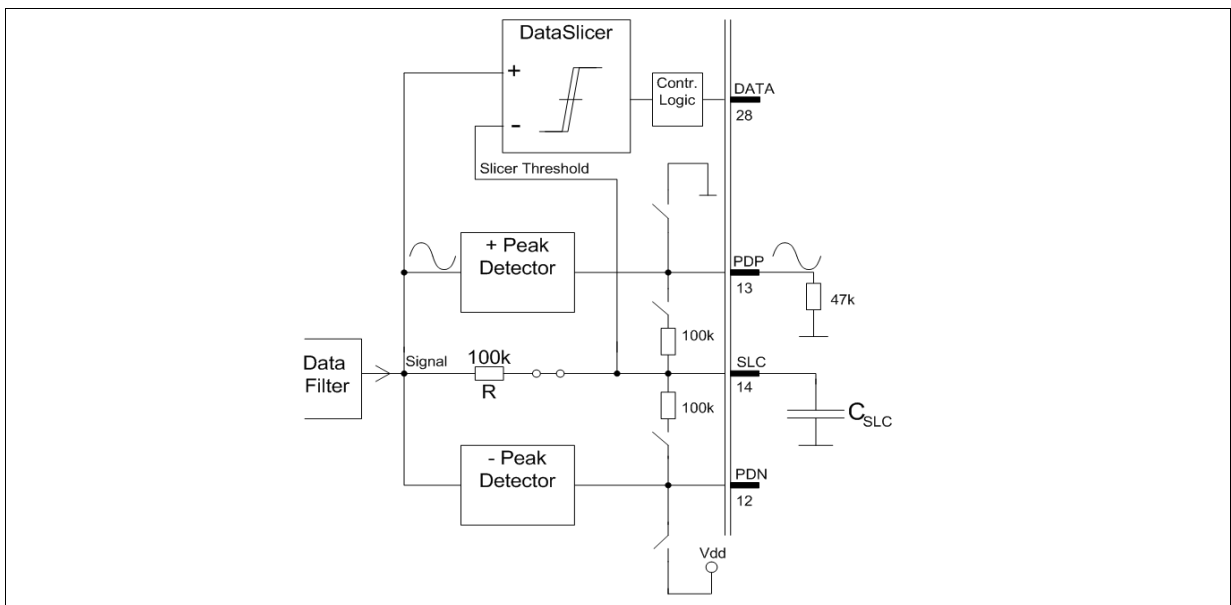 DataSlicer
+
-
Contr.
Logic
DATA
28
Slicer Threshold
+ Peak
Detector
PDP
13
47k
100k
Data
Filter
Signal
100k
R
SLC
14
100k
CSLC
- Peak
Detector
PDN
12
Vdd